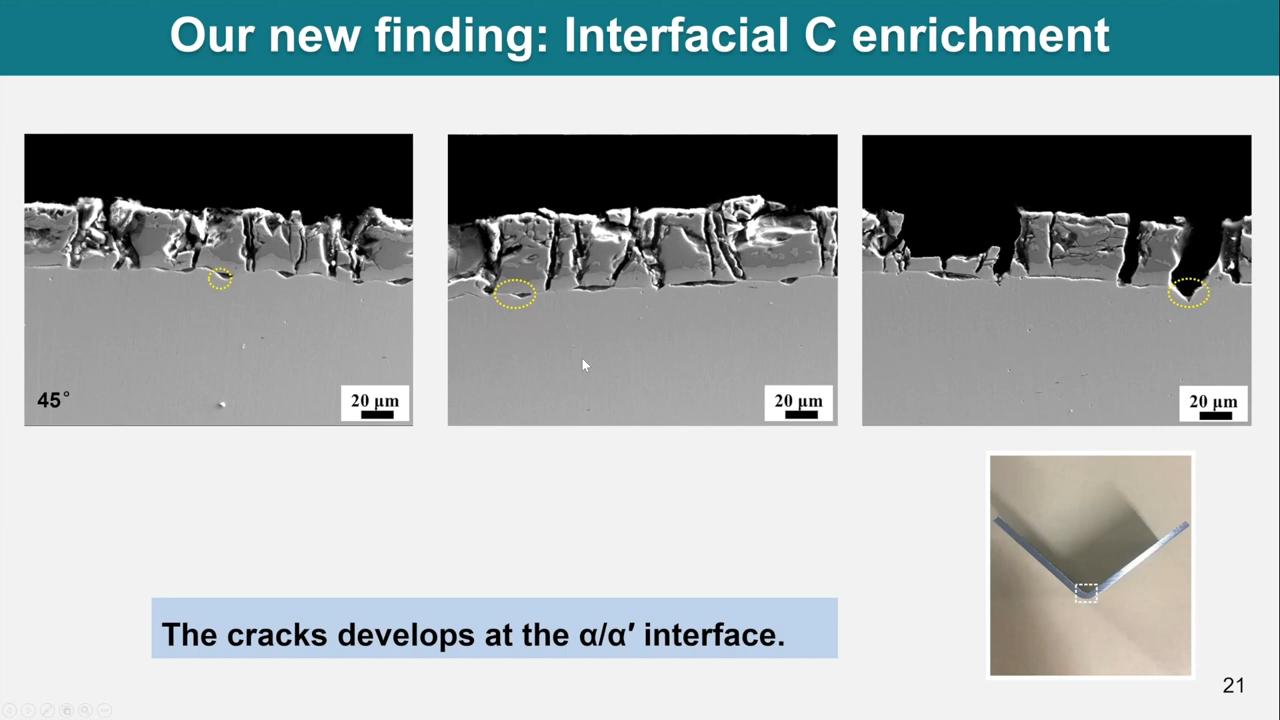 Our new finding: Interfacial C enrichment
45°
20 μm
20 μm
20 μm
The cracks develops at the α/α′ interface.
21